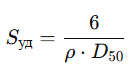 S_уд = 6 / (ρ · D_50)